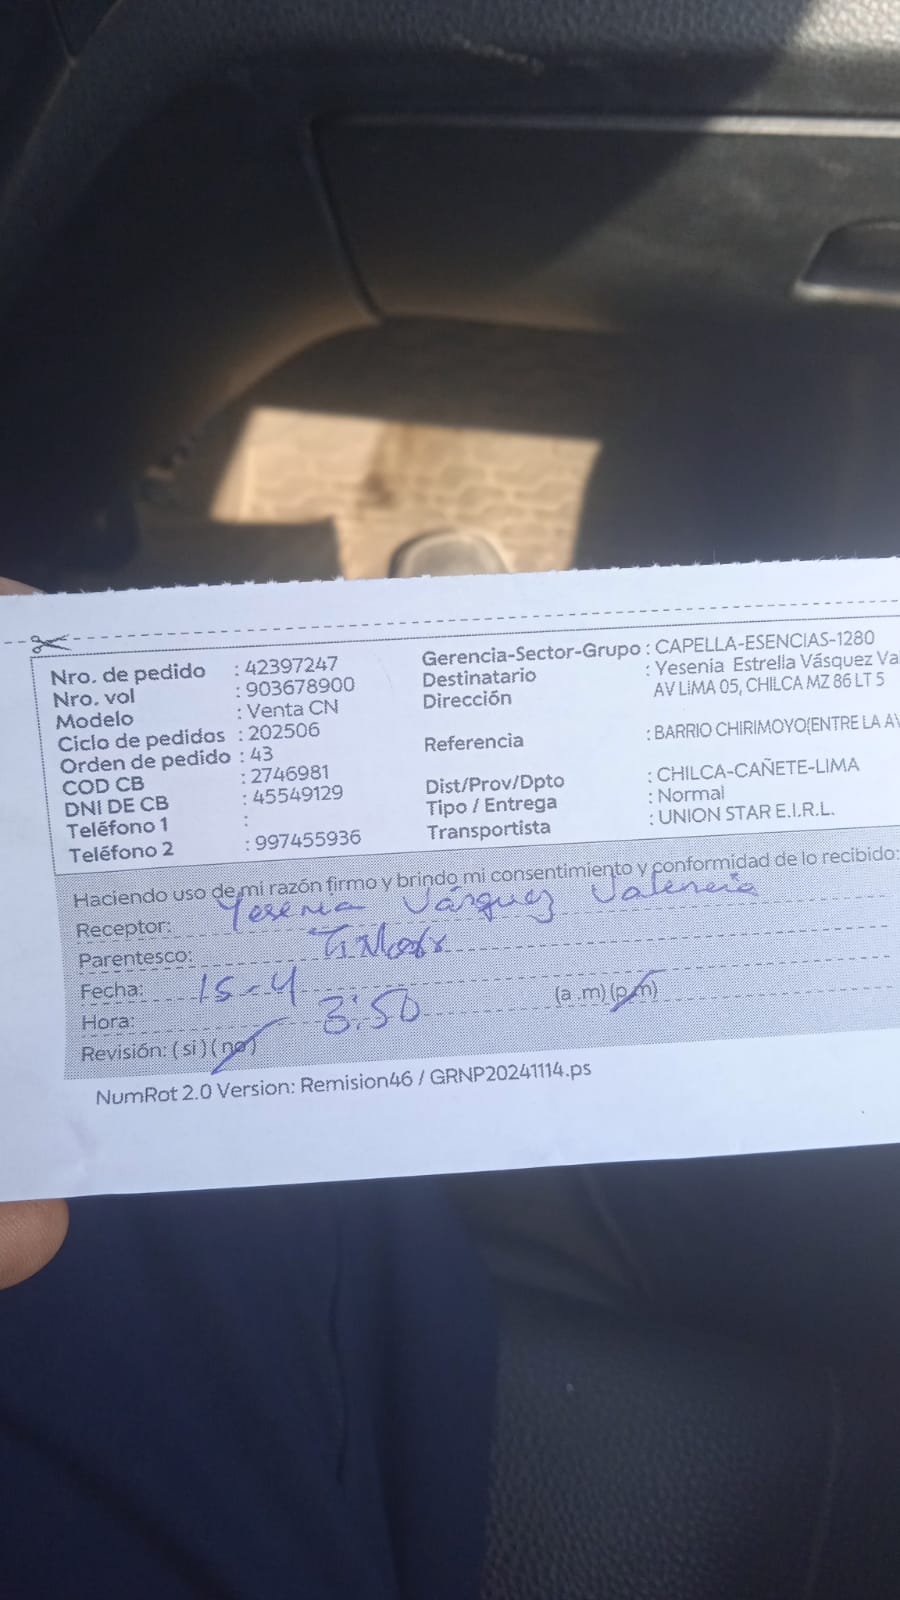 Nro. de pedido : 42397247
Nro. vol : 903678900
Modelo : Venta CN
Ciclo de pedidos : 202506
Orden de pedido : 43
COD CB : 2746981
DNI DE CB : 45549129
Teléfono 1 :
Teléfono 2 : 997455936
Gerencia-Sector-Grupo : CAPELLA-ESENCIAS-1280
Destinatario : Yesenia Estrella Vásquez Va
Dirección AV LIMA 05, CHILCA MZ 86 LT 5
Referencia : BARRIO CHIRIMOYO(ENTRE LA AV
Dist/Prov/Dpto : CHILCA-CAÑETE-LIMA
Tipo / Entrega : Normal
Transportista : UNION STAR E.I.R.L.
Haciendo uso de mi razón firmo y brindo mi consentimiento y conformidad de lo recibido:
Receptor: Yesenia Vásquez Valencia
Parentesco:
Fecha: 15-4
Hora: 3:50 (a .m) (p.m)
Revisión: ( si ) ( no )
NumRot 2.0 Version: Remision46 / GRNP20241114.ps